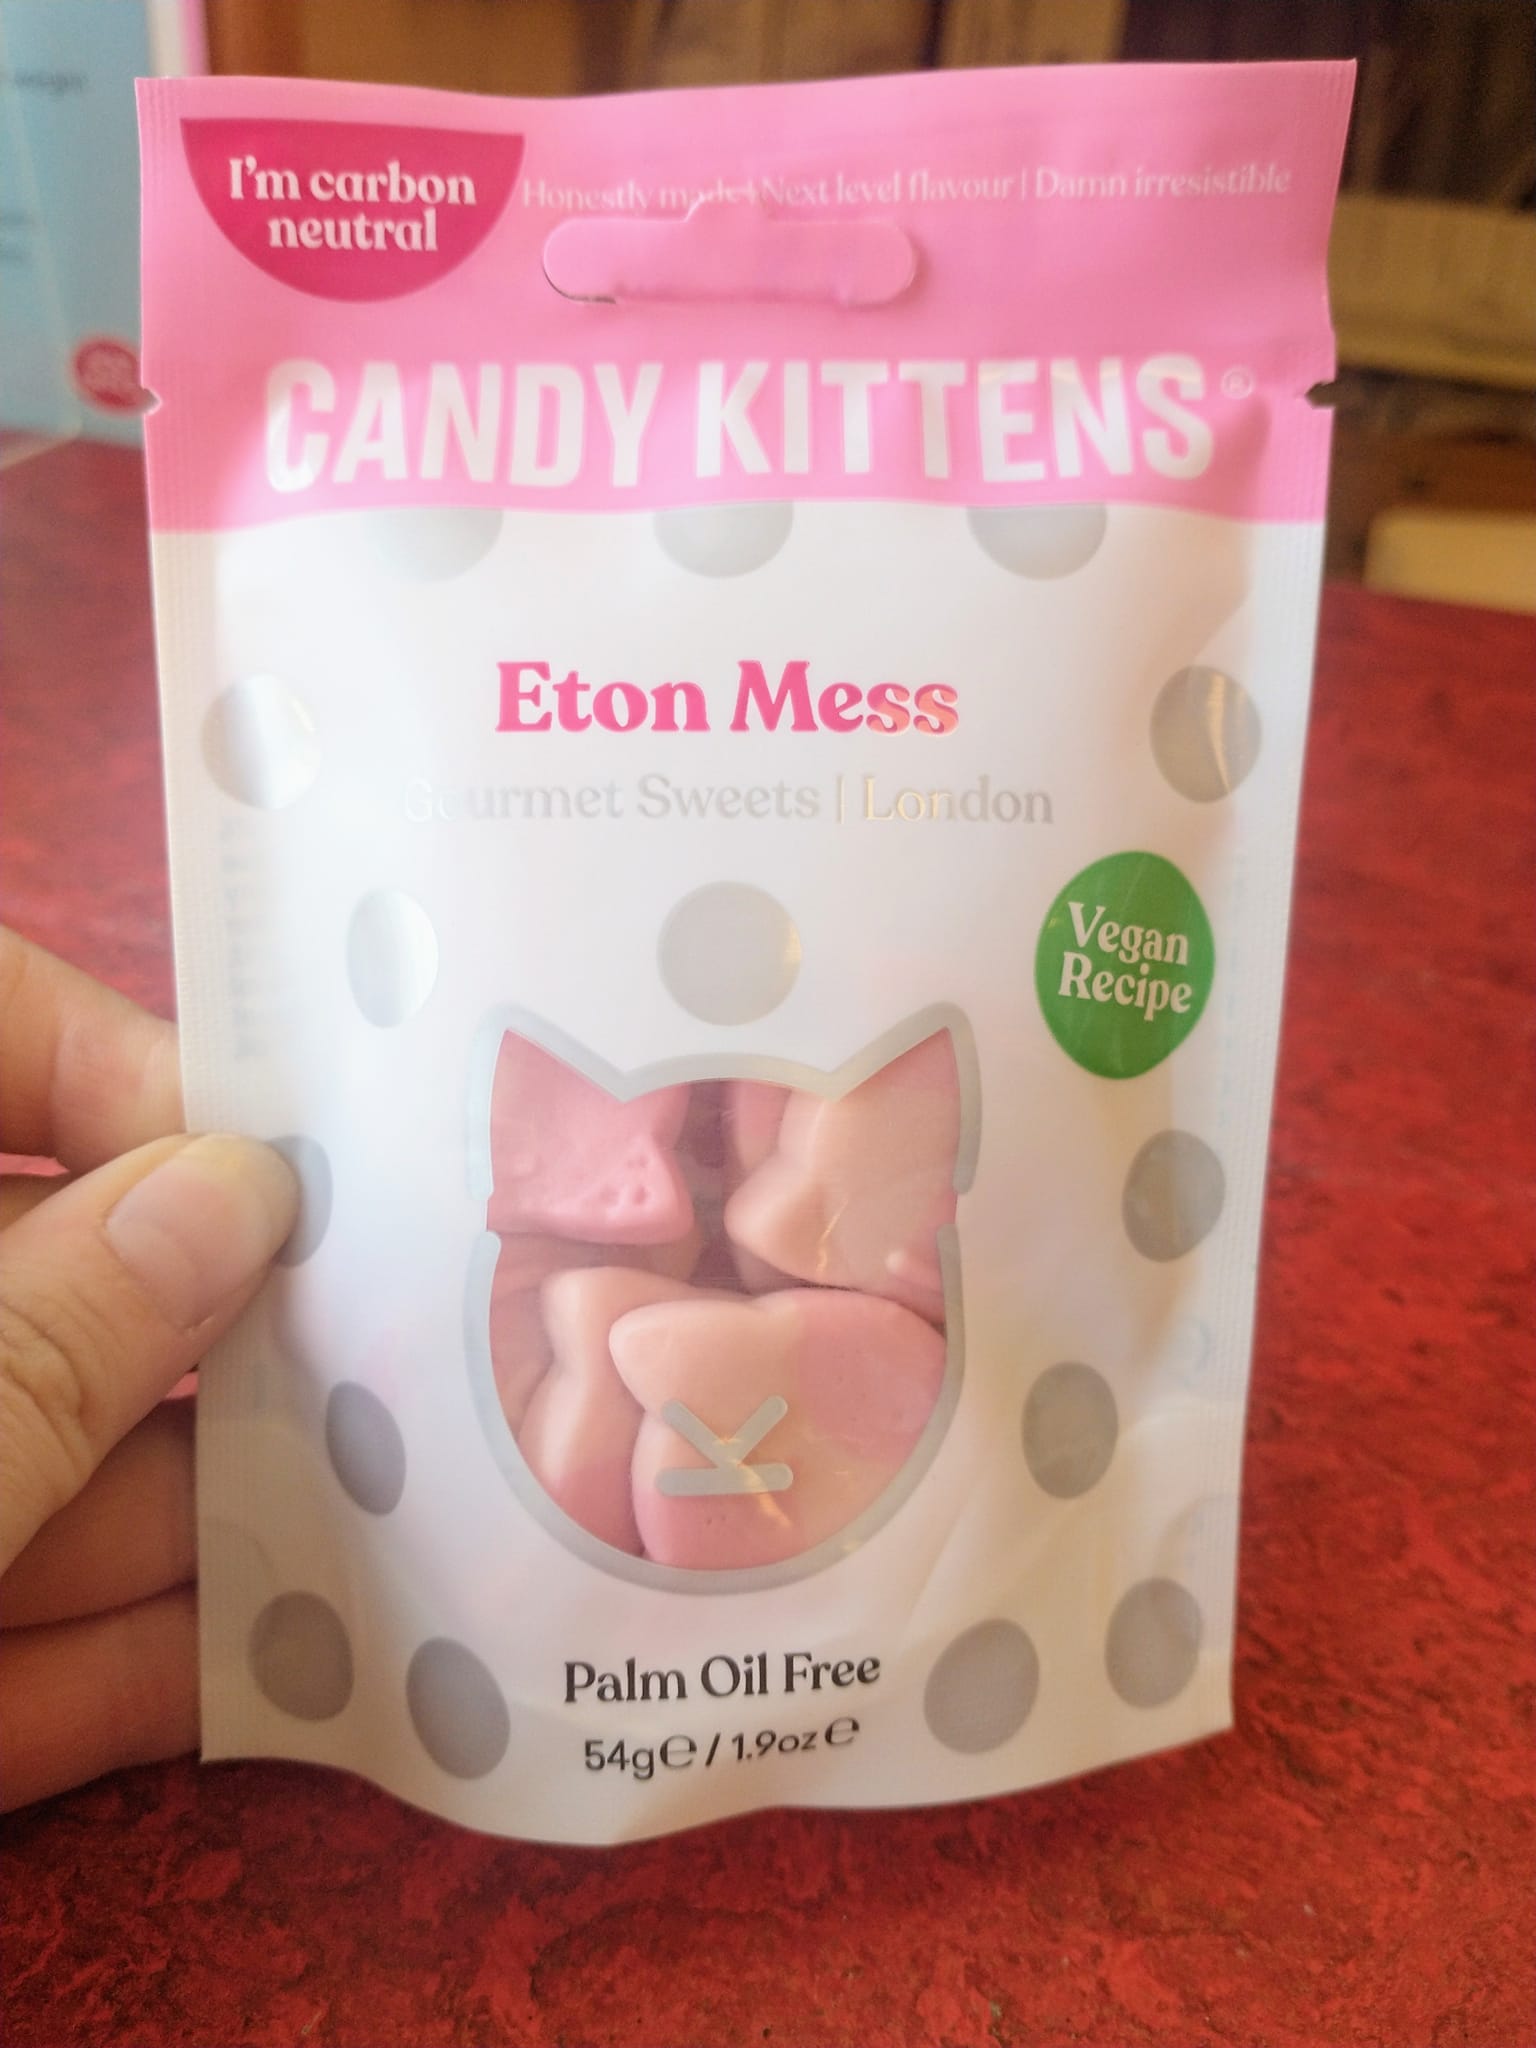 I'm carbon
neutral
Honestly made | Next level flavour | Damn irresistible
CANDY KITTENS®
Eton Mess
Gourmet Sweets | London
Vegan
Recipe
Palm Oil Free
54g℮ / 1.9oz℮